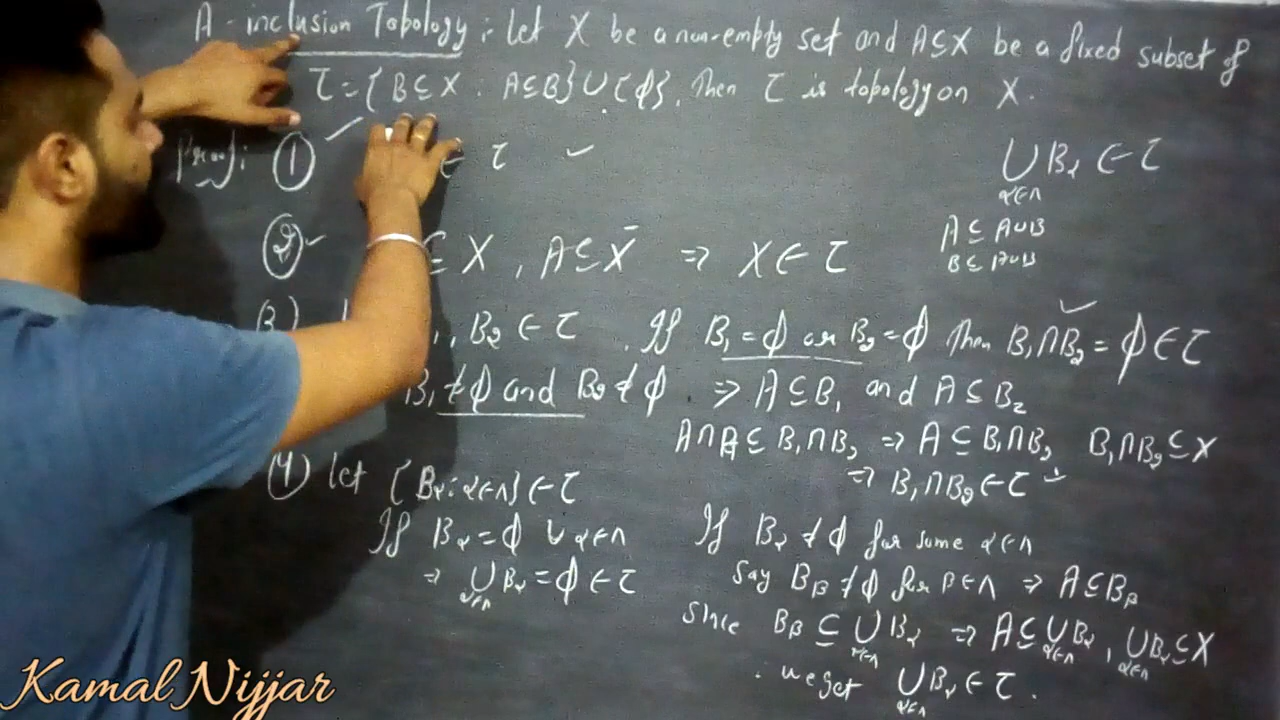 A - inclusion Topology : let X be a non-empty set and A⊆X be a fixed subset of
τ = {B⊆X : A⊆B}∪{ϕ}. Then τ is topology on X.
Proof: ① ∈ τ ✓
② ✓ ⊆ X , A⊆X ⇒ X∈τ
(3) , B₂ ∈ τ . If B₁=ϕ or B₂=ϕ Then B₁∩B₂ = ϕ∈τ
B₁≠ϕ and B₂≠ϕ ⇒ A⊆B₁ and A⊆B₂
A∩A⊆B₁∩B₂ ⇒ A⊆B₁∩B₂ B₁∩B₂⊆X
⇒ B₁∩B₂∈τ
(4) let {Bα:α∈Λ}∈τ
If Bα=ϕ ∀ α∈Λ
⇒ ∪Bα=ϕ∈τ
α∈Λ
∪Bα∈τ
α∈Λ
A⊆A∪B
B⊆A∪B
If Bα≠ϕ for some α∈Λ
Say Bβ≠ϕ for β∈Λ ⇒ A⊆Bβ
Since Bβ⊆∪Bα ⇒ A⊆∪Bα , ∪Bα⊆X
α∈Λ α∈Λ α∈Λ
∴ we get ∪Bα∈τ.
α∈Λ
Kamal Nijjar